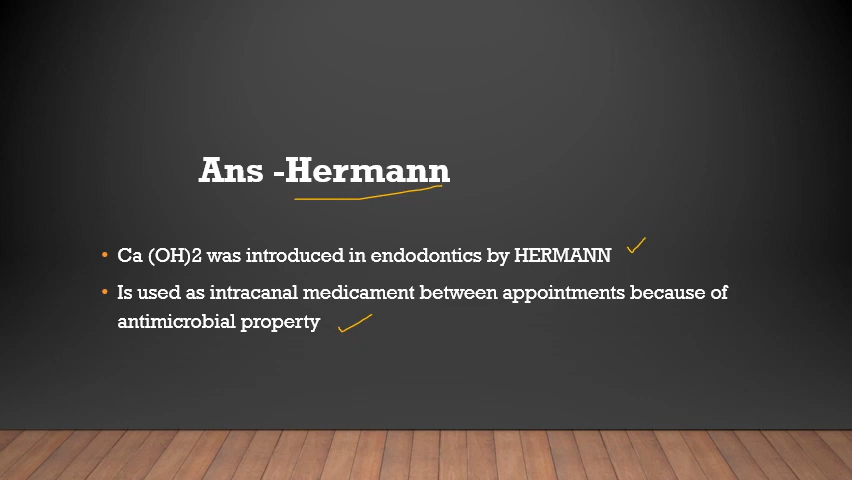 Ans -Hermann
• Ca (OH)2 was introduced in endodontics by HERMANN
• Is used as intracanal medicament between appointments because of
antimicrobial property